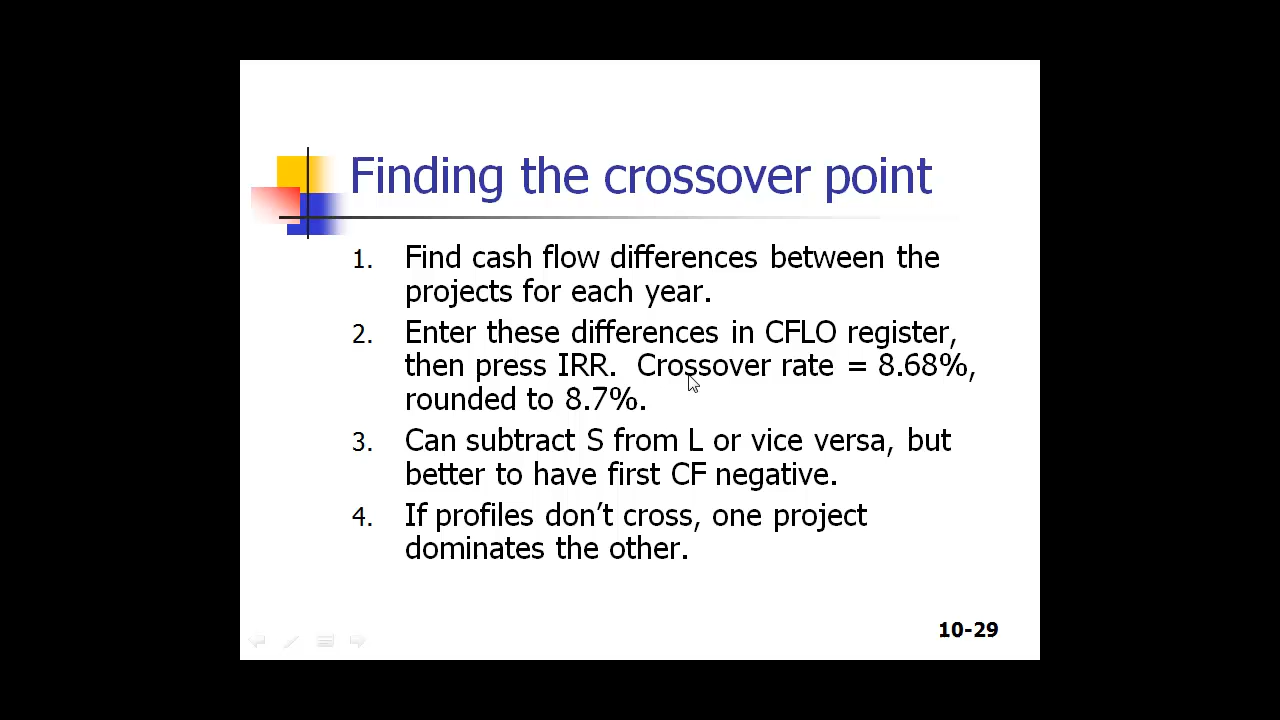 Finding the crossover point
1. Find cash flow differences between the
projects for each year.
2. Enter these differences in CFLO register,
then press IRR.  Crossover rate = 8.68%,
rounded to 8.7%.
3. Can subtract S from L or vice versa, but
better to have first CF negative.
4. If profiles don’t cross, one project
dominates the other.
10-29